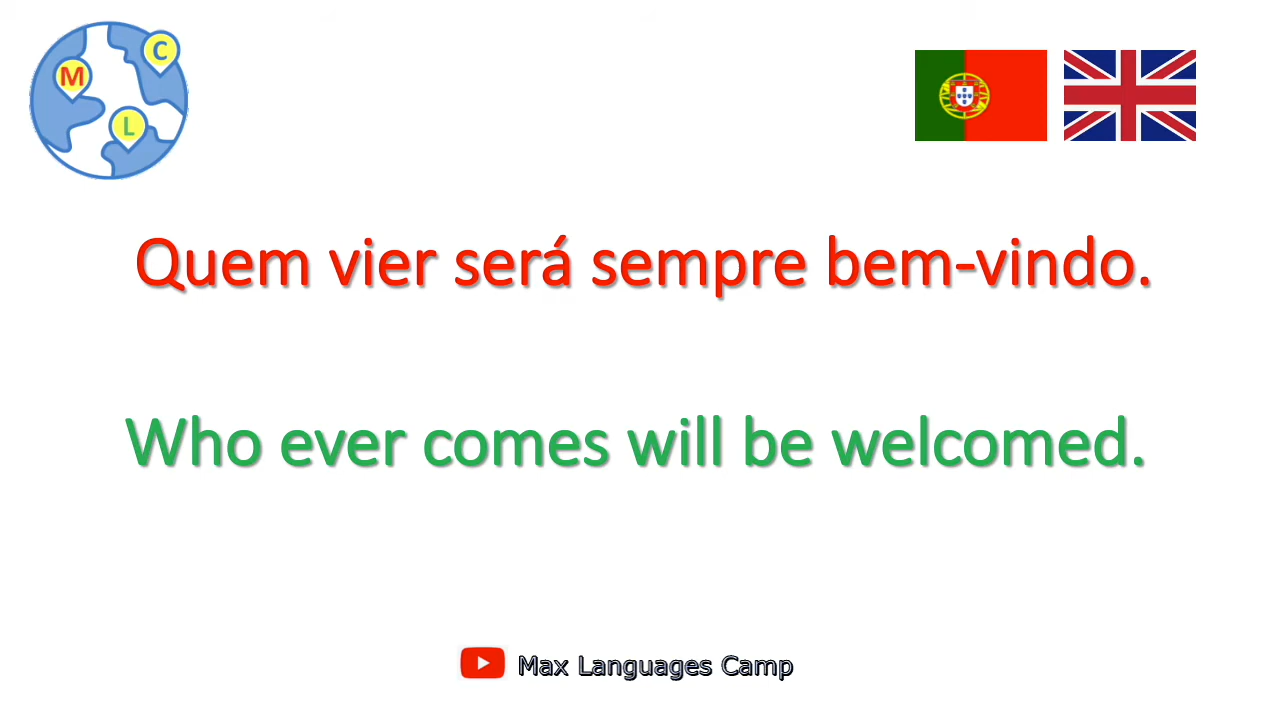 M
C
L
Quem vier será sempre bem-vindo.
Who ever comes will be welcomed.
Max Languages Camp